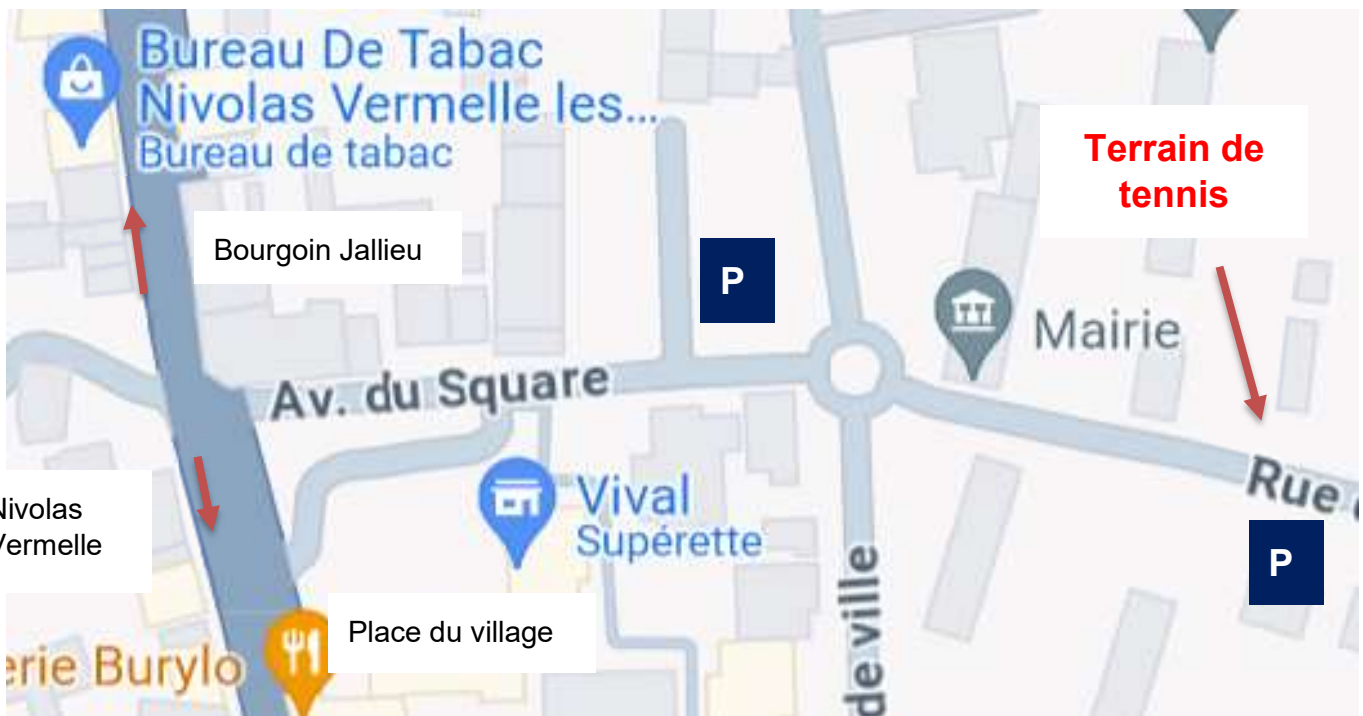 Bureau De Tabac
Nivolas Vermelle les...
Bureau de tabac
Terrain de
tennis
Bourgoin Jallieu
P
Mairie
Av. du Square
Nivolas
Vermelle
Vival
Supérette
Rue
P
de ville
Place du village
erie Burylo